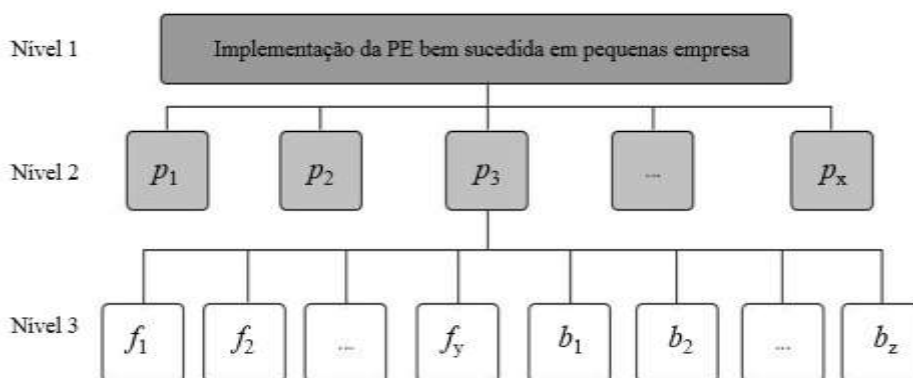 Nível 1
Implementação da PE bem sucedida em pequenas empresa
Nível 2
p1 p2 p3 ... px
Nível 3
f1 f2 ... fy b1 b2 ... bz